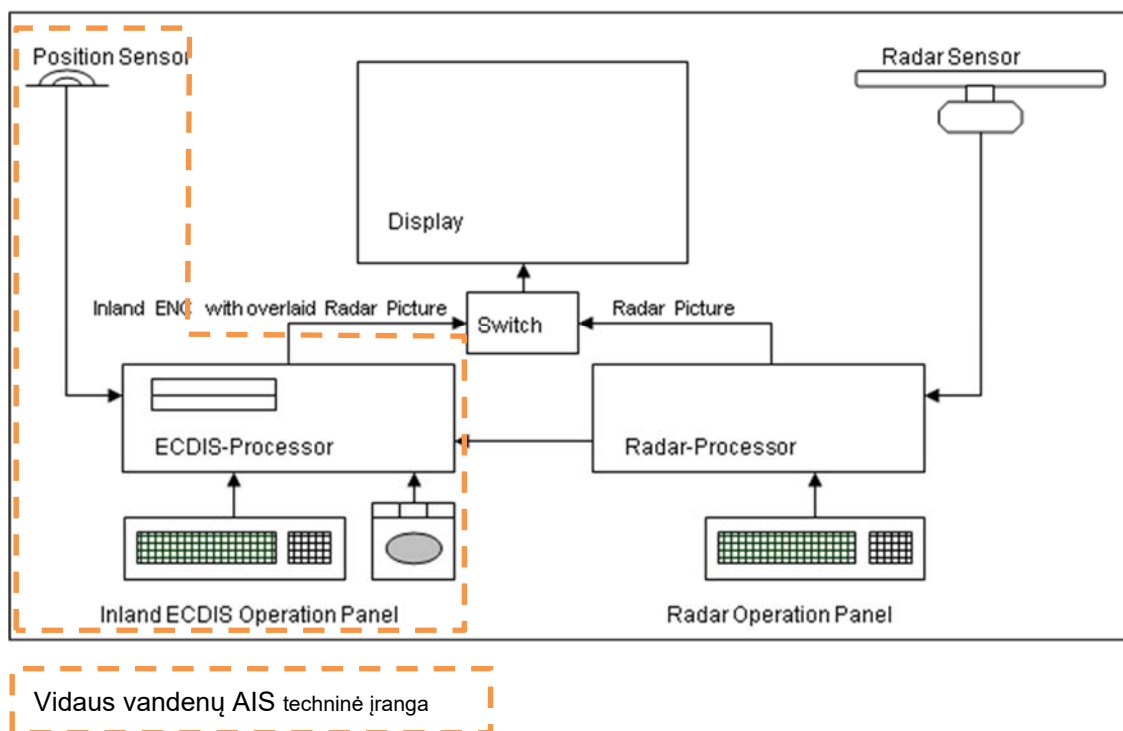 Position Sensor
Radar Sensor
Display
Inland ENC with overlaid Radar Picture
Switch
Radar Picture
ECDIS-Processor
Radar-Processor
Inland ECDIS Operation Panel
Radar Operation Panel
Vidaus vandenų AIS techninė įranga